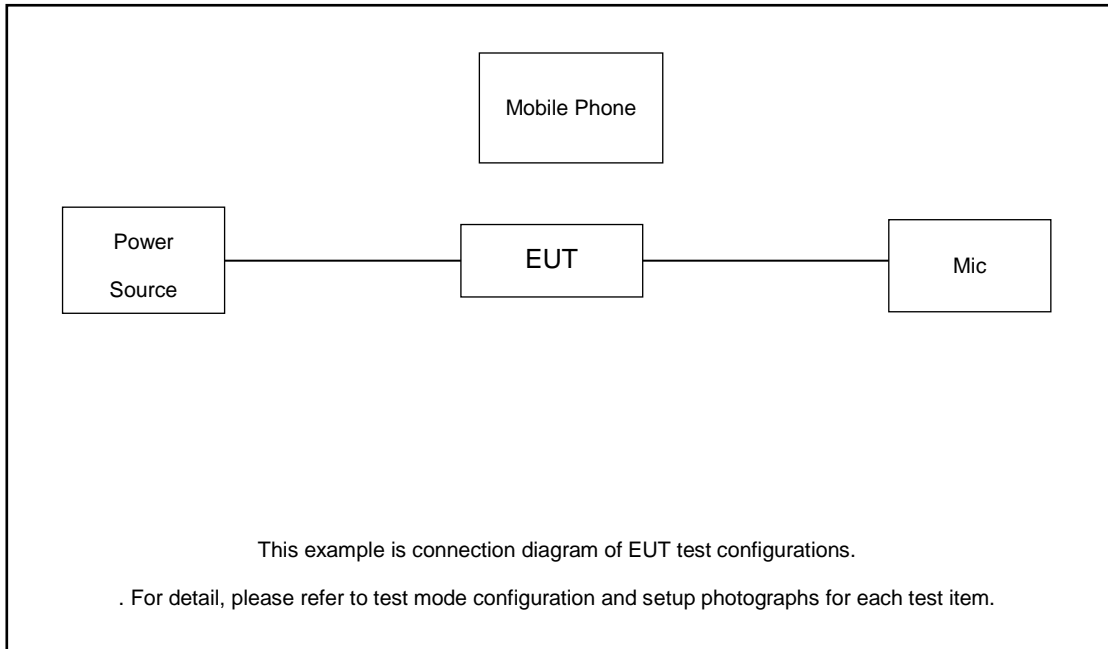 Mobile Phone
Power
Source
EUT
Mic
This example is connection diagram of EUT test configurations.
. For detail, please refer to test mode configuration and setup photographs for each test item.